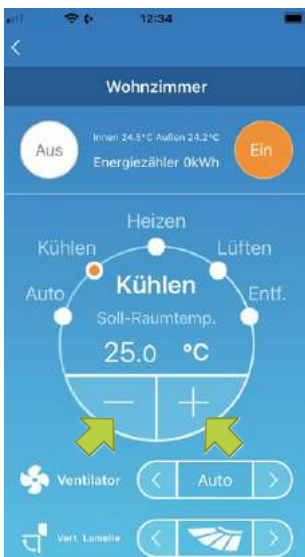 12:34
Wohnzimmer
Aus
Innen 24.5°C Außen 24.2°C
Energiezähler 0kWh
Ein
Heizen
Kühlen
Lüften
Auto
Kühlen
Entf.
Soll-Raumtemp.
25.0 °C
− +
Ventilator < Auto >
Vert. Lamelle < >